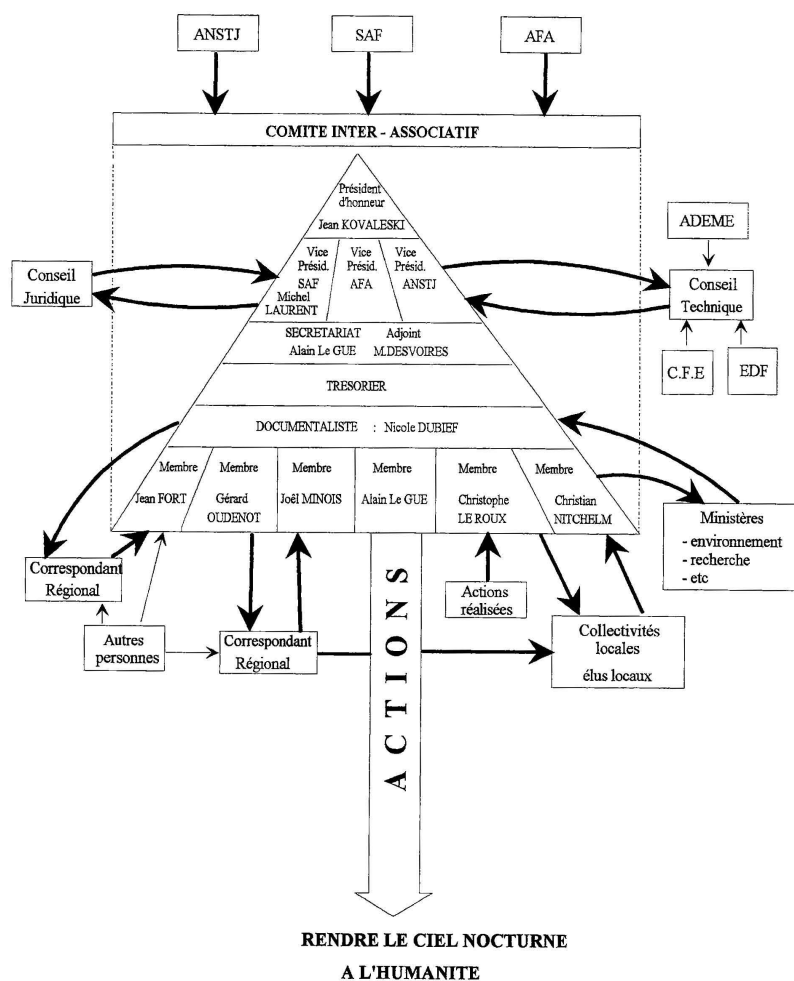 ANSTJ
SAF
AFA
COMITE INTER - ASSOCIATIF
Président
d'honneur
Jean KOVALESKI
Vice
Présid.
SAF
Michel
LAURENT
Vice
Présid.
AFA
Vice
Présid.
ANSTJ
Conseil
Juridique
ADEME
Conseil
Technique
C.F.E
EDF
SECRETARIAT Adjoint
Alain Le GUE M.DESVOIRES
TRESORIER
DOCUMENTALISTE : Nicole DUBIEF
Membre
Jean FORT
Membre
Gérard
OUDENOT
Membre
Joël MINOIS
Membre
Alain Le GUE
Membre
Christophe
LE ROUX
Membre
Christian
NITCHELM
Ministères
- environnement
- recherche
- etc
Correspondant
Régional
Autres
personnes
Correspondant
Régional
Actions
réalisées
Collectivités
locales
élus locaux
ACTIONS
RENDRE LE CIEL NOCTURNE
A L'HUMANITE